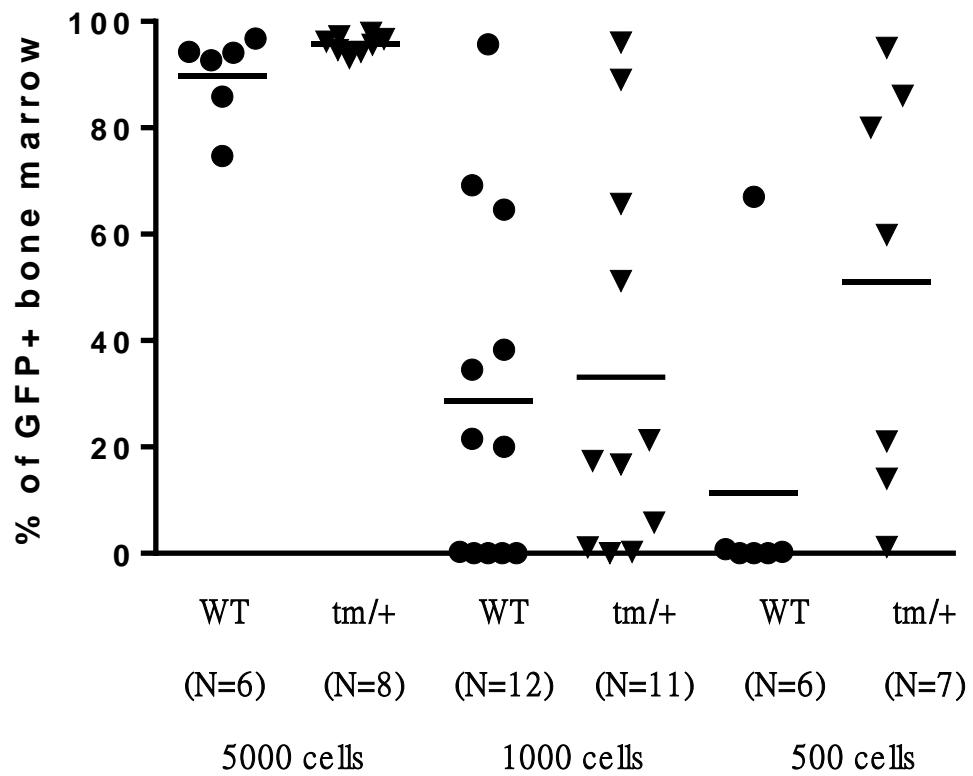 % of GFP+ bone marrow
100
80
60
40
20
0
WT tm/+ WT tm/+ WT tm/+
(N=6) (N=8) (N=12) (N=11) (N=6) (N=7)
5000 cells 1000 cells 500 cells